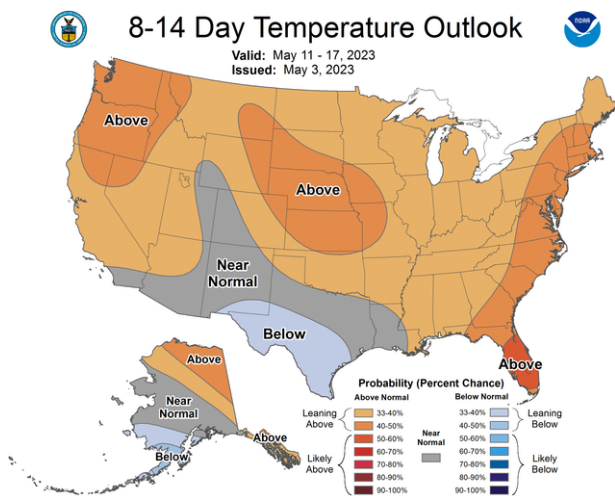 8-14 Day Temperature Outlook
Valid: May 11 - 17, 2023
Issued: May 3, 2023
NOAA
Above
Above
Near
Normal
Below
Above
Above
Near
Normal
Below
Above
Probability (Percent Chance)
Above Normal
Below Normal
Leaning
Above
33-40%
40-50%
Likely
Above
50-60%
60-70%
70-80%
80-90%
90-100%
Near
Normal
33-40%
40-50%
Leaning
Below
50-60%
60-70%
70-80%
80-90%
90-100%
Likely
Below